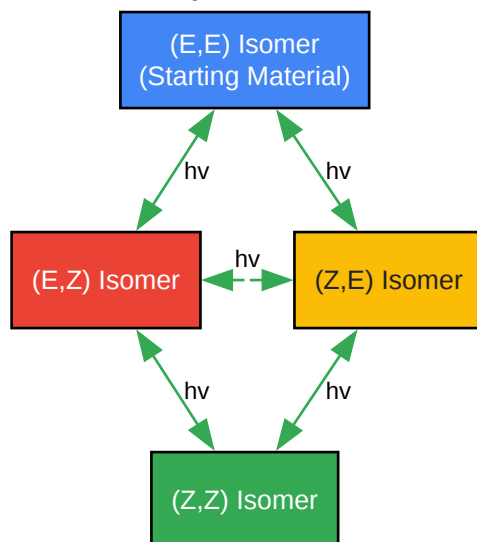 (E,E) Isomer
(Starting Material)
hv
hv
hv
(E,Z) Isomer
(Z,E) Isomer
hv
hv
(Z,Z) Isomer